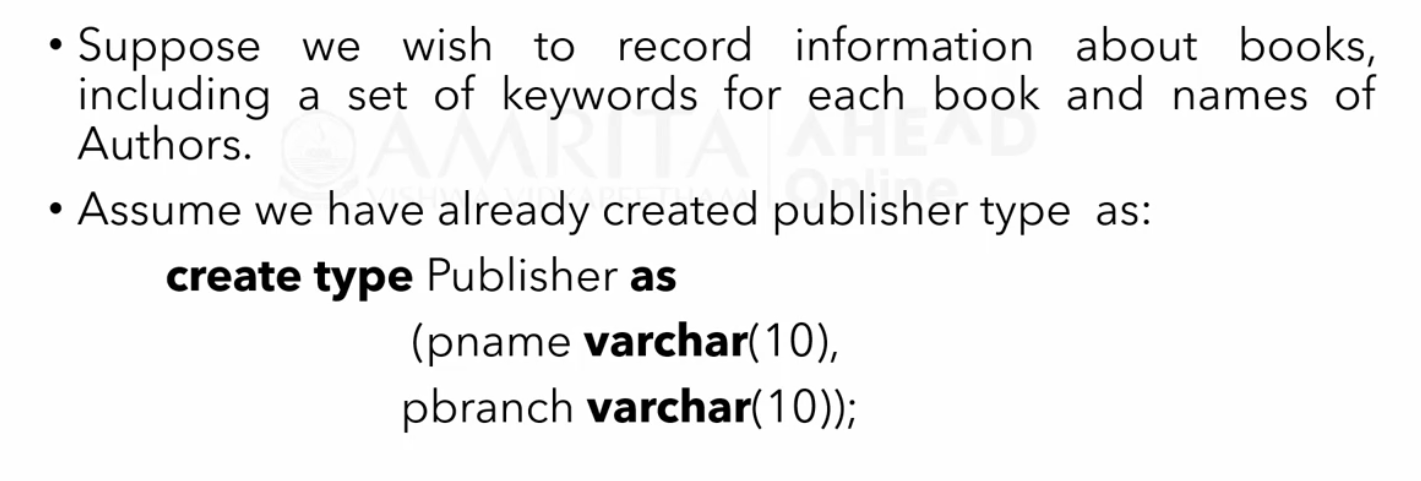 • Suppose we wish to record information about books,
including a set of keywords for each book and names of
Authors.
AMRITA AHEAD
VISHWA VIDYAPEETHAM Online
• Assume we have already created publisher type as:
create type Publisher as
(pname varchar(10),
pbranch varchar(10));